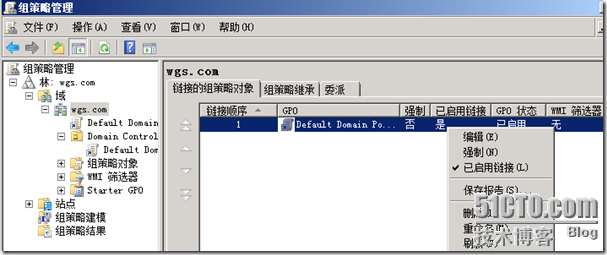 组策略管理
文件(F) 操作(A) 查看(V) 窗口(W) 帮助(H)
组策略管理
林: wgs.com
域
wgs.com
Default Domain
Domain Control
Default Dom
组策略对象
WMI 筛选器
Starter GPO
站点
组策略建模
组策略结果
wgs.com
链接的组策略对象 组策略继承 委派
链接顺序 GPO 强制 已启用链接 GPO 状态 WMI 筛选器
1 Default Domain Po... 否 是 已启用 无
编辑(E)
强制(N)
已启用链接(L)
保存报告(S)...
删除
重命名(M)
刷新
51CTO.com
技术博客 Blog